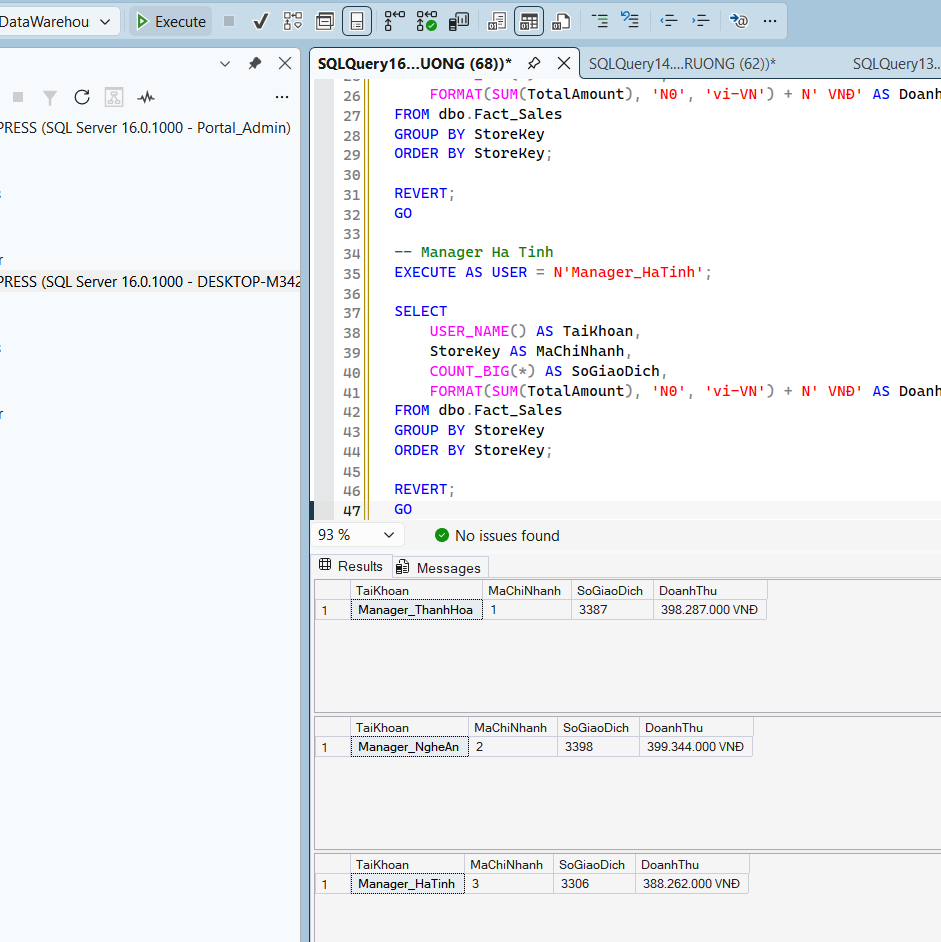 DataWarehou
Execute
SQLQuery16...UONG (68))*
SQLQuery14....RUONG (62))*
SQLQuery13..
PRESS (SQL Server 16.0.1000 - Portal_Admin)
PRESS (SQL Server 16.0.1000 - DESKTOP-M342
26 FORMAT(SUM(TotalAmount), 'N0', 'vi-VN') + N' VNĐ' AS Doanh
27 FROM dbo.Fact_Sales
28 GROUP BY StoreKey
29 ORDER BY StoreKey;
30
31 REVERT;
32 GO
33
34 -- Manager Ha Tinh
35 EXECUTE AS USER = N'Manager_HaTinh';
36
37 SELECT
38 USER_NAME() AS TaiKhoan,
39 StoreKey AS MaChiNhanh,
40 COUNT_BIG(*) AS SoGiaoDich,
41 FORMAT(SUM(TotalAmount), 'N0', 'vi-VN') + N' VNĐ' AS Doanh
42 FROM dbo.Fact_Sales
43 GROUP BY StoreKey
44 ORDER BY StoreKey;
45
46 REVERT;
47 GO
93 %
No issues found
Results
Messages
TaiKhoan MaChiNhanh SoGiaoDich DoanhThu
1 Manager_ThanhHoa 1 3387 398.287.000 VNĐ
TaiKhoan MaChiNhanh SoGiaoDich DoanhThu
1 Manager_NgheAn 2 3398 399.344.000 VNĐ
TaiKhoan MaChiNhanh SoGiaoDich DoanhThu
1 Manager_HaTinh 3 3306 388.262.000 VNĐ